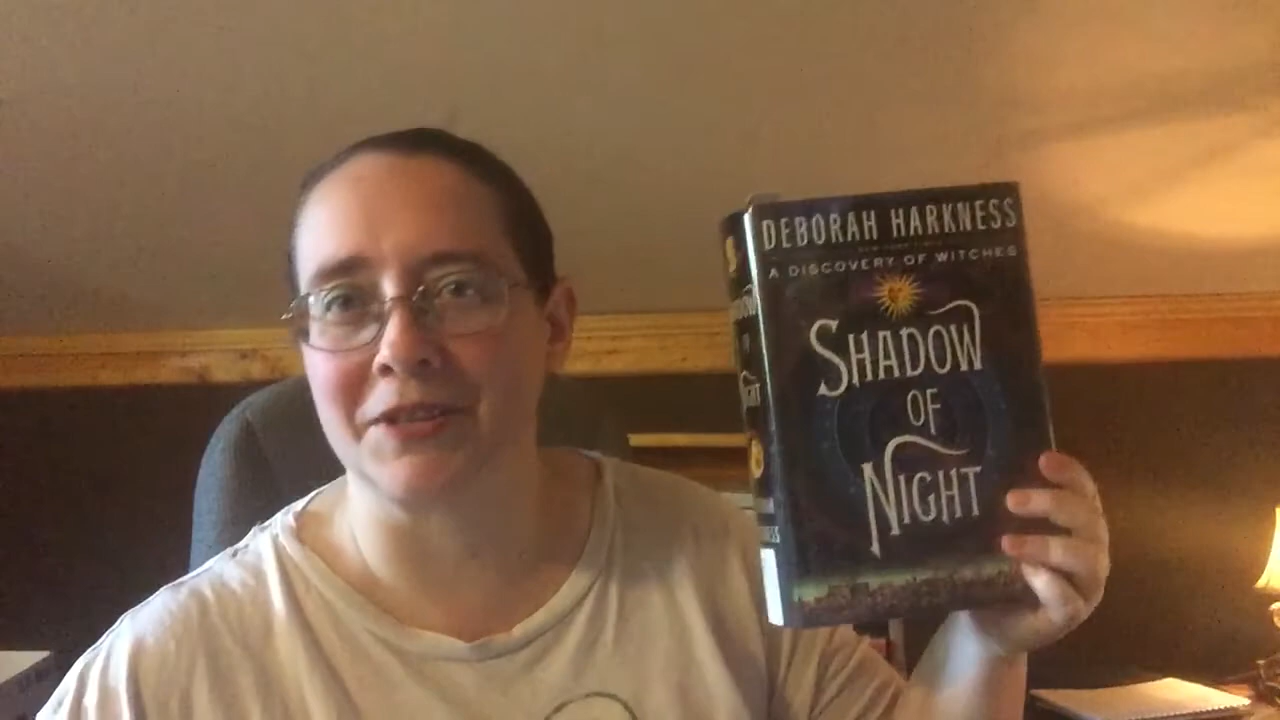 DEBORAH HARKNESS
A DISCOVERY OF WITCHES
SHADOW
OF
NIGHT